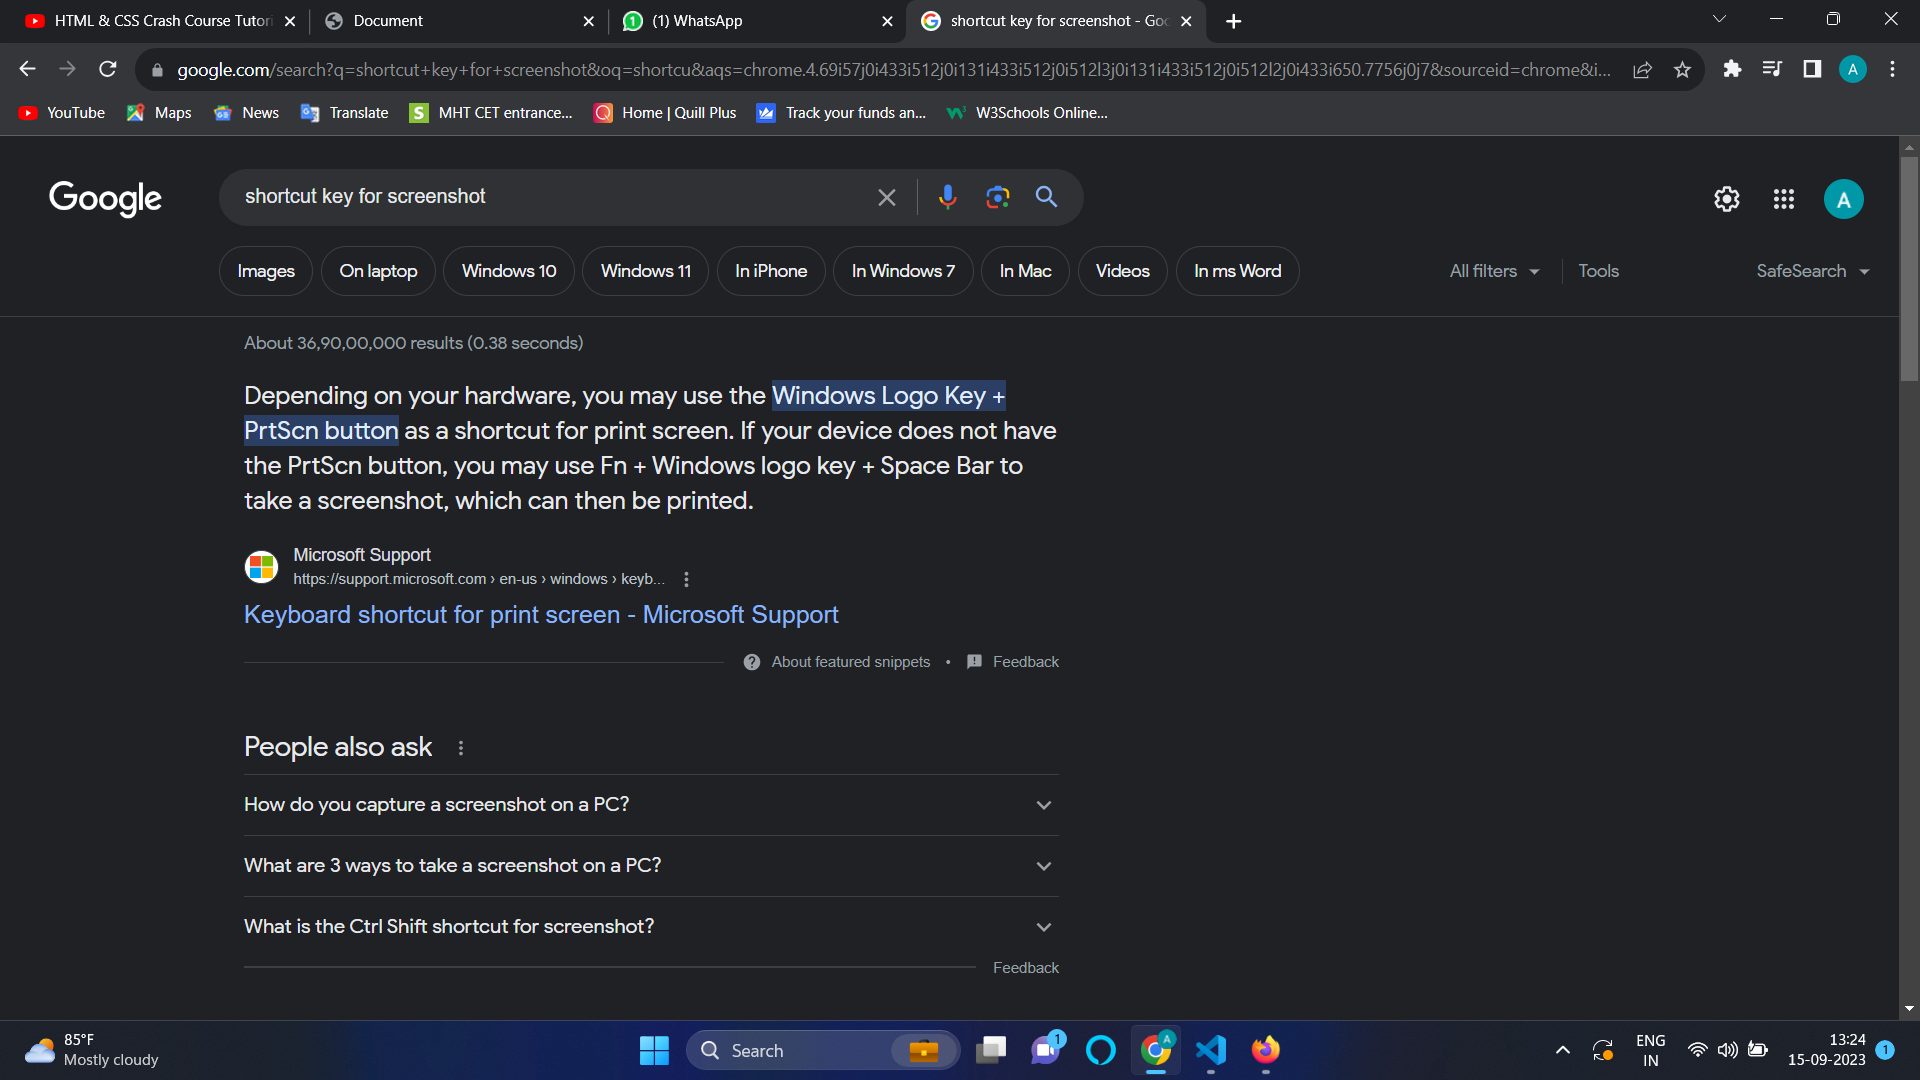 HTML & CSS Crash Course Tutori
Document
(1) WhatsApp
shortcut key for screenshot - Goo
google.com/search?q=shortcut+key+for+screenshot&oq=shortcu&aqs=chrome.4.69i57j0i433i512j0i131i433i512j0i512l3j0i131i433i512j0i512l2j0i433i650.7756j0j7&sourceid=chrome&i...
A
YouTube
Maps
News
Translate
MHT CET entrance...
Home | Quill Plus
Track your funds an...
W3Schools Online...
Google
shortcut key for screenshot
A
Images
On laptop
Windows 10
Windows 11
In iPhone
In Windows 7
In Mac
Videos
In ms Word
All filters
Tools
SafeSearch
About 36,90,00,000 results (0.38 seconds)
Depending on your hardware, you may use the Windows Logo Key +
PrtScn button as a shortcut for print screen. If your device does not have
the PrtScn button, you may use Fn + Windows logo key + Space Bar to
take a screenshot, which can then be printed.
Microsoft Support
https://support.microsoft.com › en-us › windows › keyb...
Keyboard shortcut for print screen - Microsoft Support
About featured snippets • Feedback
People also ask
How do you capture a screenshot on a PC?
What are 3 ways to take a screenshot on a PC?
What is the Ctrl Shift shortcut for screenshot?
Feedback
85°F
Mostly cloudy
Search
1
A
ENG
IN
13:24
15-09-2023
1